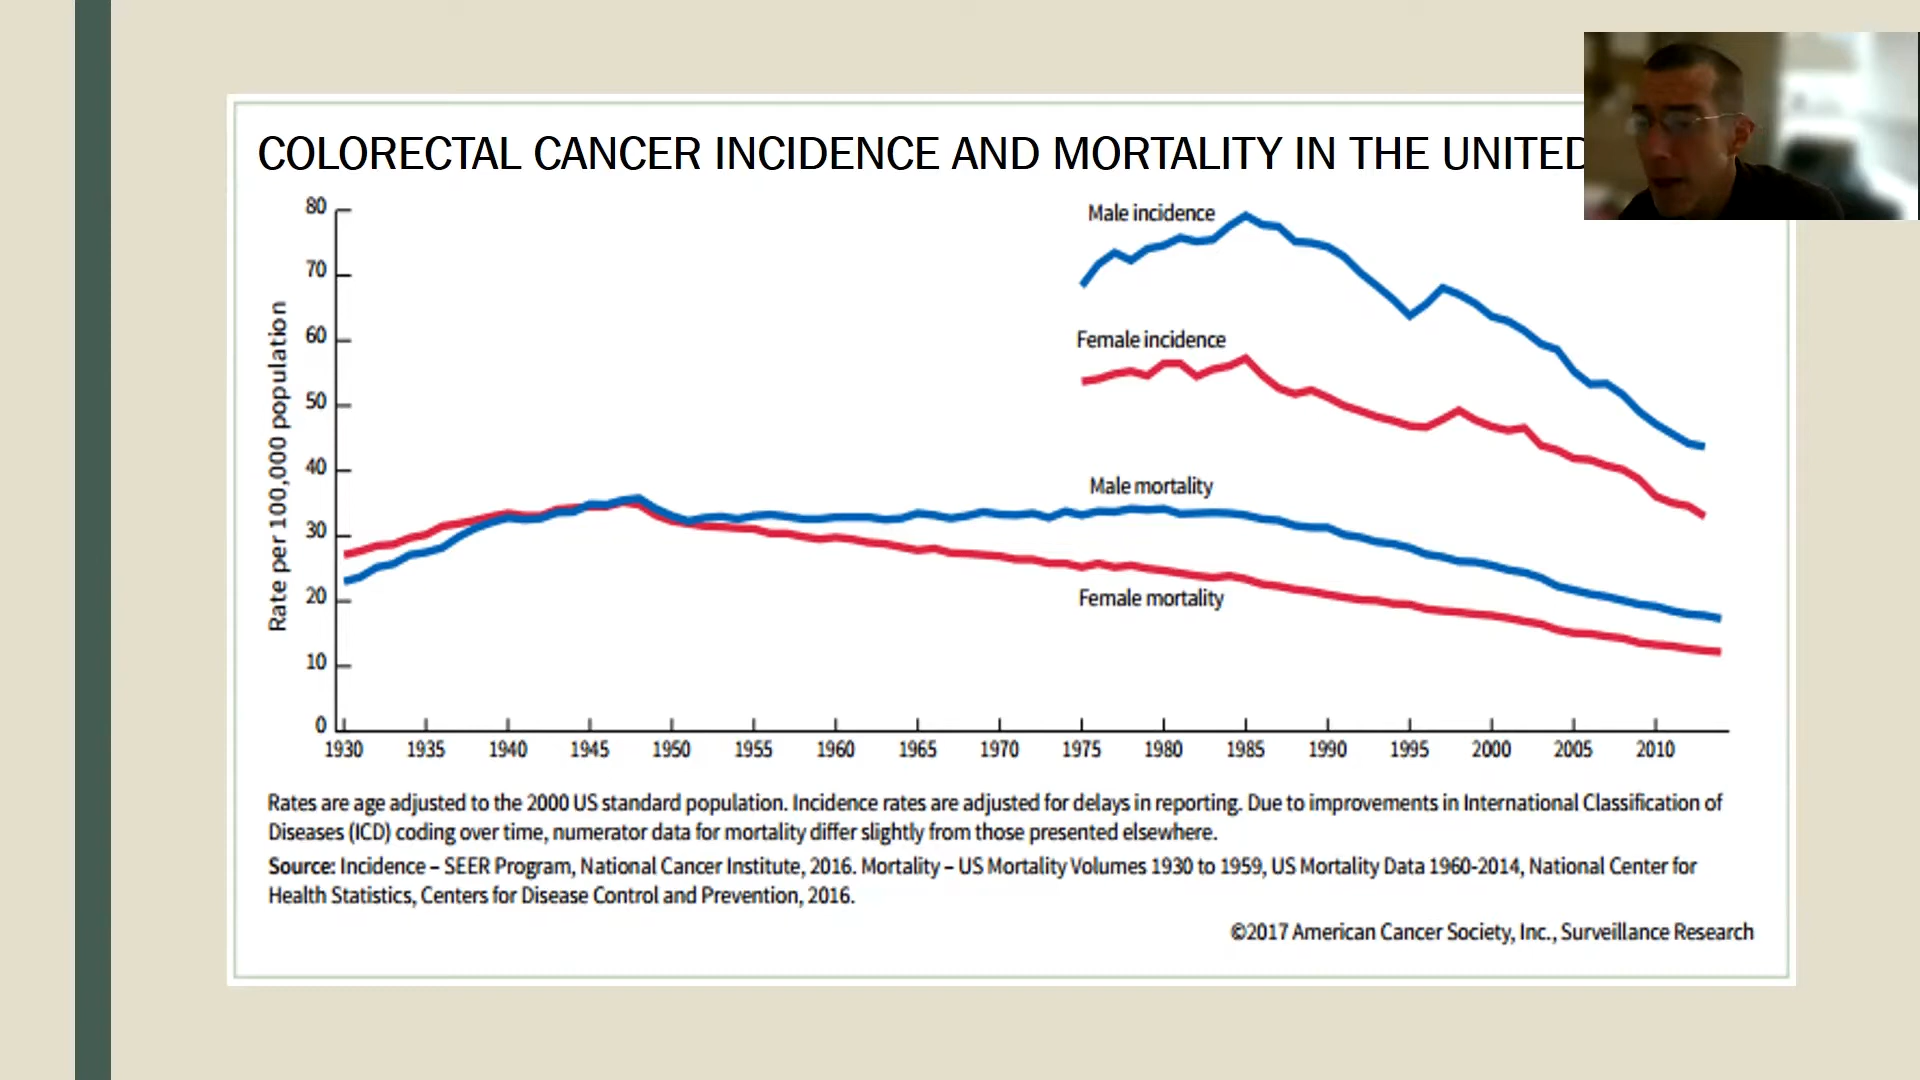 COLORECTAL CANCER INCIDENCE AND MORTALITY IN THE UNITED
80
70
60
50
40
30
20
10
0
Rate per 100,000 population
Male incidence
Female incidence
Male mortality
Female mortality
1930 1935 1940 1945 1950 1955 1960 1965 1970 1975 1980 1985 1990 1995 2000 2005 2010
Rates are age adjusted to the 2000 US standard population. Incidence rates are adjusted for delays in reporting. Due to improvements in International Classification of
Diseases (ICD) coding over time, numerator data for mortality differ slightly from those presented elsewhere.
Source: Incidence – SEER Program, National Cancer Institute, 2016. Mortality – US Mortality Volumes 1930 to 1959, US Mortality Data 1960-2014, National Center for
Health Statistics, Centers for Disease Control and Prevention, 2016.
©2017 American Cancer Society, Inc., Surveillance Research